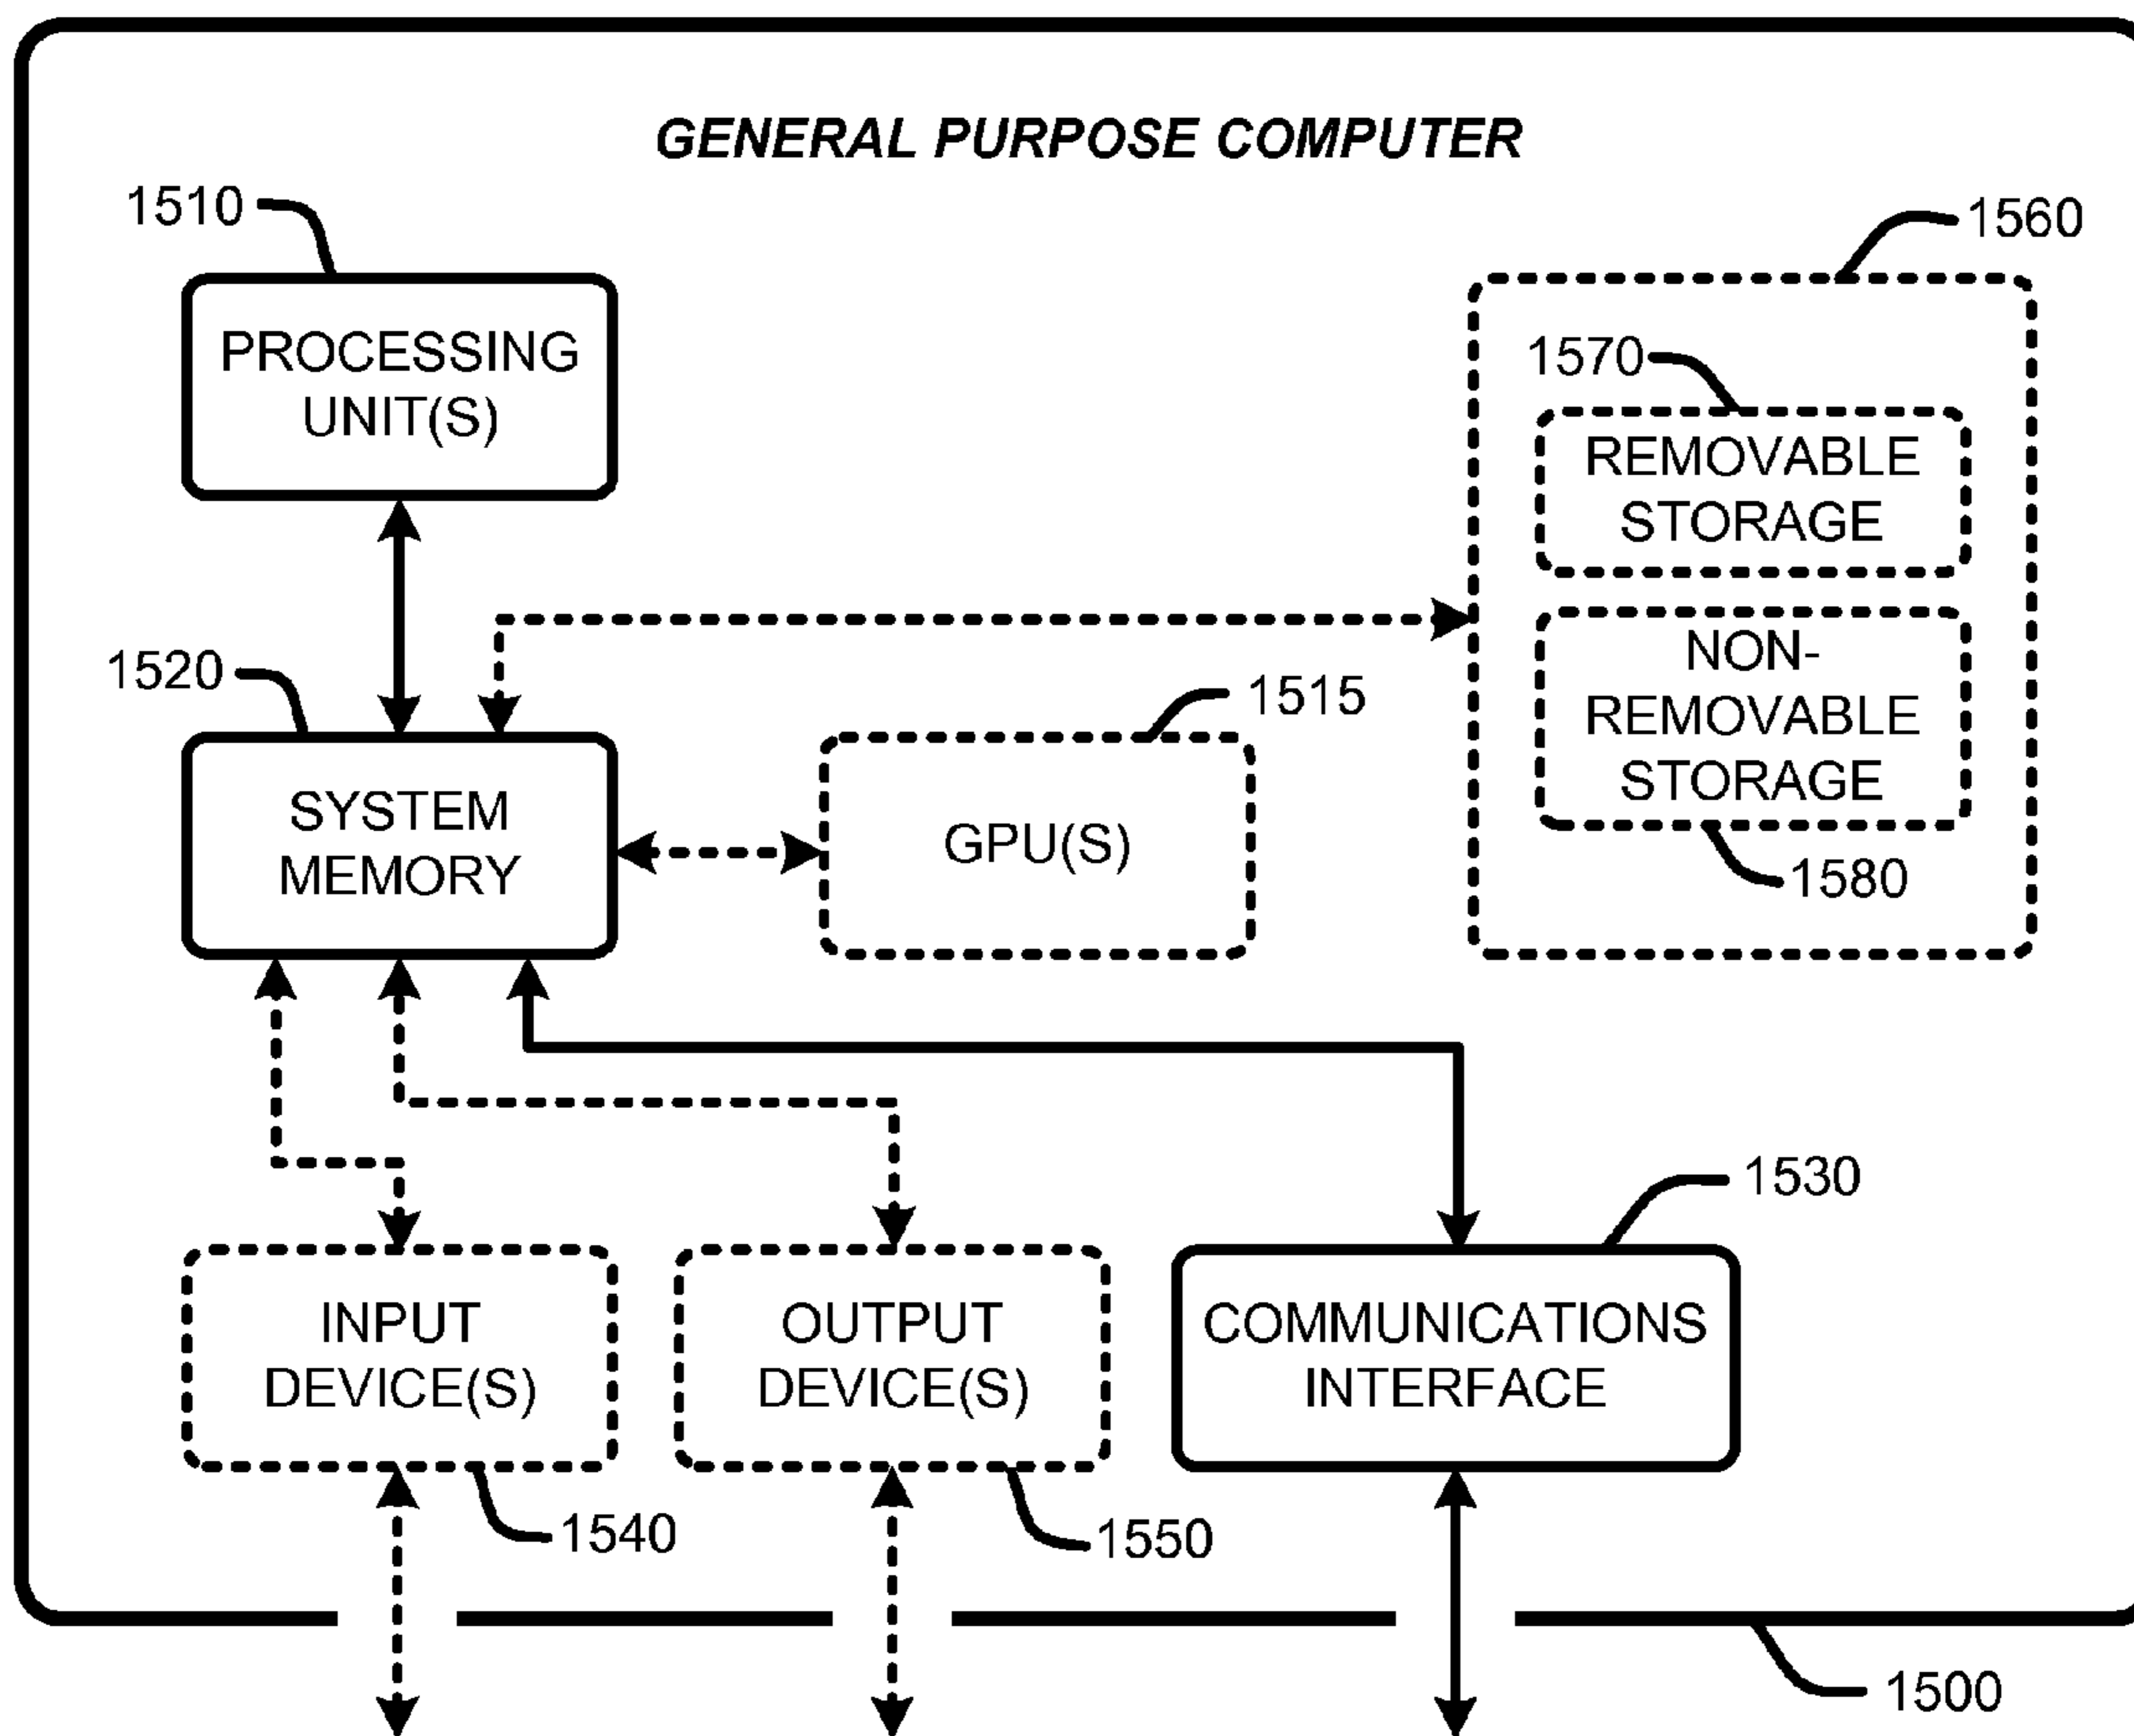 GENERAL PURPOSE COMPUTER
1510
1560
PROCESSING
UNIT(S)
1570
REMOVABLE
STORAGE
1520
1515
NON-
REMOVABLE
STORAGE
SYSTEM
MEMORY
GPU(S)
1580
1530
INPUT
DEVICE(S)
OUTPUT
DEVICE(S)
COMMUNICATIONS
INTERFACE
1540
1550
1500